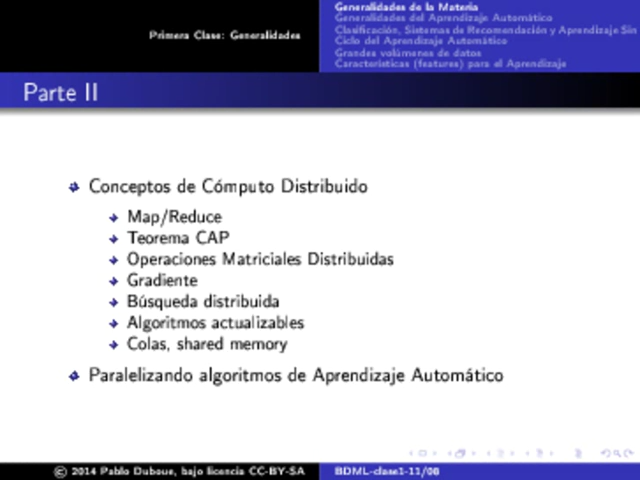 Primera Clase: Generalidades
Generalidades de la Materia
Generalidades del Aprendizaje Automático
Clasificación, Sistemas de Recomendación y Aprendizaje Sin
Ciclo del Aprendizaje Automático
Grandes volúmenes de datos
Características (features) para el Aprendizaje
Parte II
Conceptos de Cómputo Distribuido
Map/Reduce
Teorema CAP
Operaciones Matriciales Distribuidas
Gradiente
Búsqueda distribuida
Algoritmos actualizables
Colas, shared memory
Paralelizando algoritmos de Aprendizaje Automático
© 2014 Pablo Duboue, bajo licencia CC-BY-SA
BDML-clase1-11/08